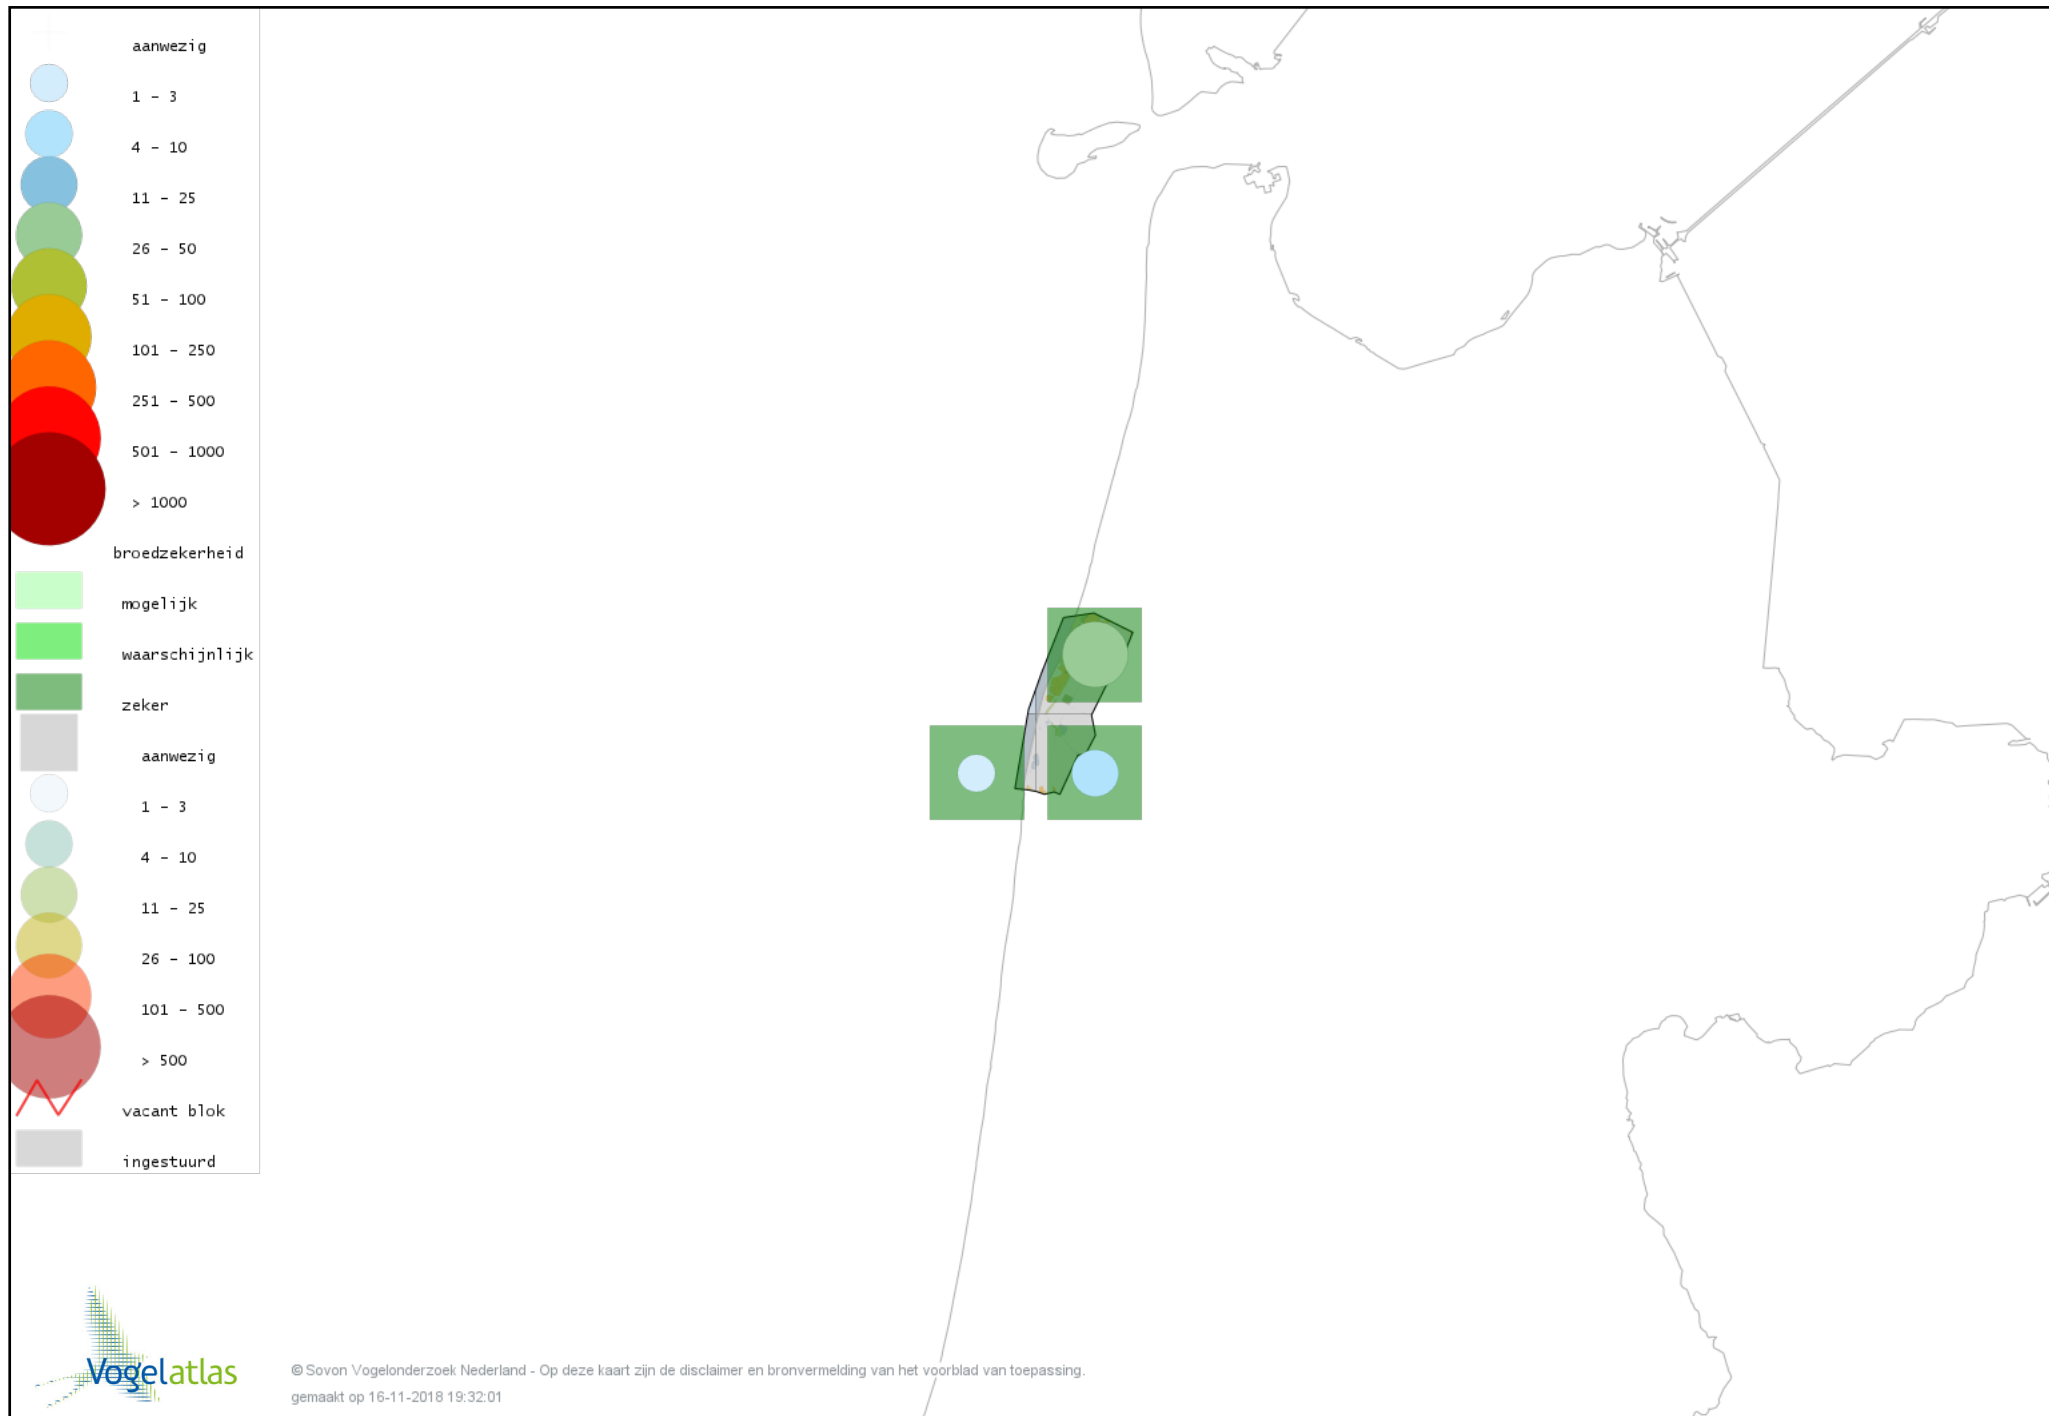 aanwezig
1 – 3
4 – 10
11 – 25
26 – 50
51 – 100
101 – 250
251 – 500
501 – 1000
> 1000
broedzekerheid
mogelijk
waarschijnlijk
zeker
aanwezig
1 – 3
4 – 10
11 – 25
26 – 100
101 – 500
> 500
vacant blok
ingestuurd
Vogelatlas
© Sovon Vogelonderzoek Nederland - Op deze kaart zijn de disclaimer en bronvermelding van het voorblad van toepassing.
gemaakt op 16-11-2018 19:32:01